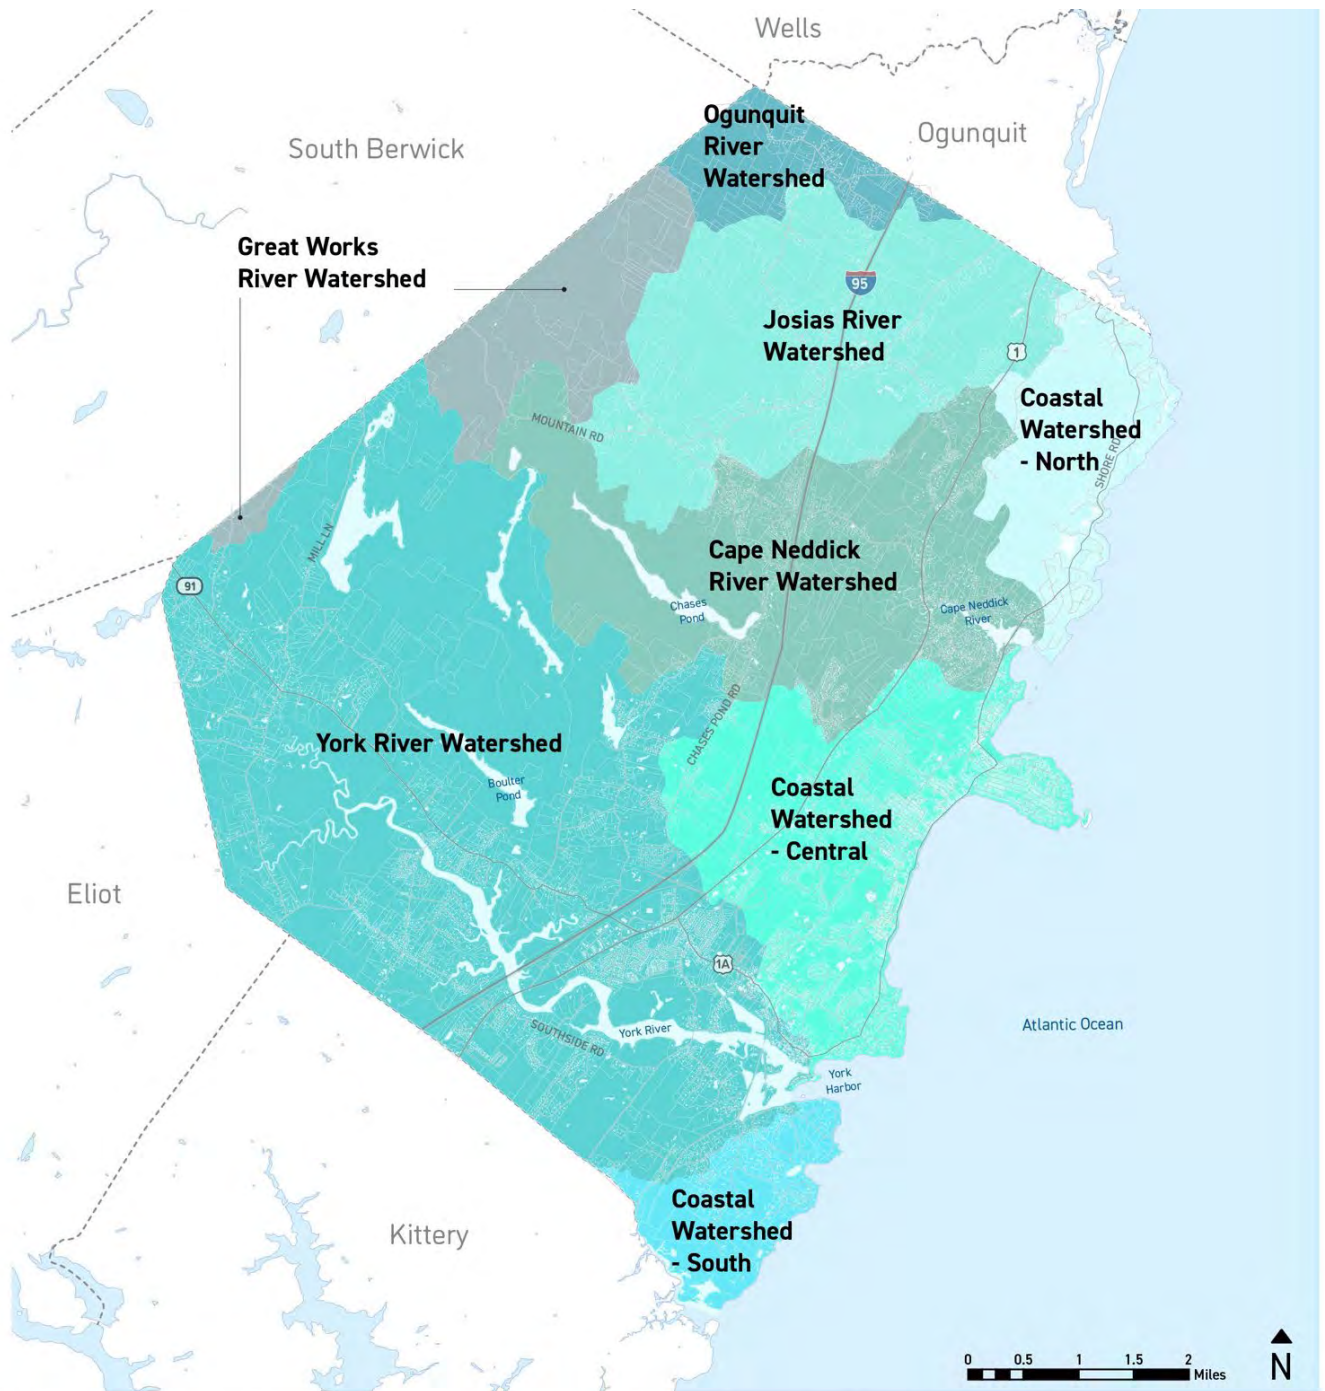 Wells
Ogunquit
River
Watershed
Ogunquit
South Berwick
Great Works
River Watershed
95
Josias River
Watershed
1
Coastal
Watershed
- North
MOUNTAIN RD
SHORE RD
MILL LN
Cape Neddick
River Watershed
91
Chases
Pond
Cape Neddick
River
CHASES POND RD
York River Watershed
Boulter
Pond
Coastal
Watershed
- Central
Eliot
1A
SOUTHSIDE RD
York River
Atlantic Ocean
York
Harbor
Coastal
Watershed
- South
Kittery
0 0.5 1 1.5 2
Miles
N